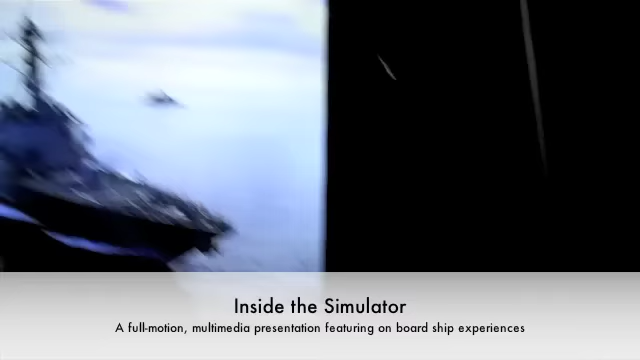 Inside the Simulator
A full-motion, multimedia presentation featuring on board ship experiences